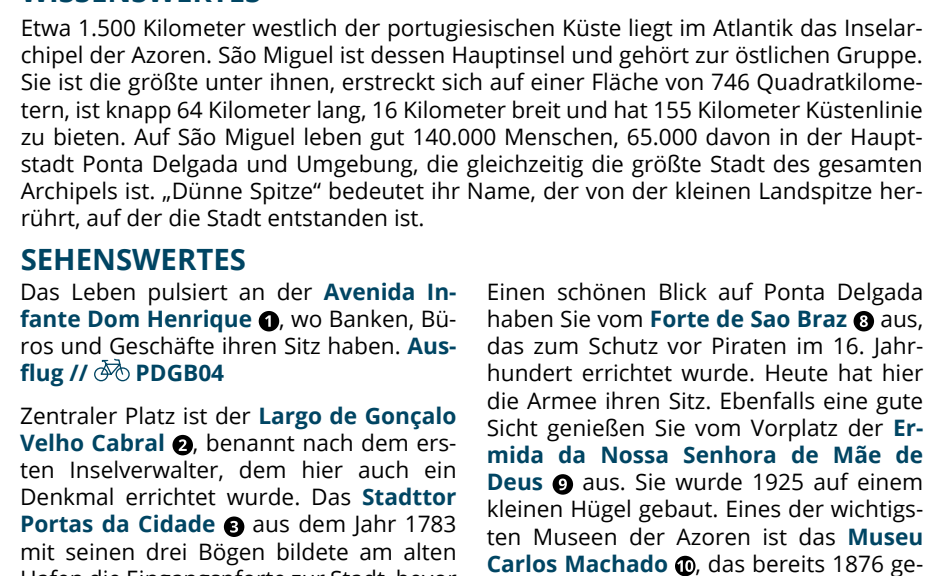 Etwa 1.500 Kilometer westlich der portugiesischen Küste liegt im Atlantik das Inselar-
chipel der Azoren. São Miguel ist dessen Hauptinsel und gehört zur östlichen Gruppe.
Sie ist die größte unter ihnen, erstreckt sich auf einer Fläche von 746 Quadratkilome-
tern, ist knapp 64 Kilometer lang, 16 Kilometer breit und hat 155 Kilometer Küstenlinie
zu bieten. Auf São Miguel leben gut 140.000 Menschen, 65.000 davon in der Haupt-
stadt Ponta Delgada und Umgebung, die gleichzeitig die größte Stadt des gesamten
Archipels ist. „Dünne Spitze“ bedeutet ihr Name, der von der kleinen Landspitze her-
rührt, auf der die Stadt entstanden ist.
SEHENSWERTES
Das Leben pulsiert an der Avenida In-
fante Dom Henrique ❶, wo Banken, Bü-
ros und Geschäfte ihren Sitz haben. Aus-
flug // PDGB04
Zentraler Platz ist der Largo de Gonçalo
Velho Cabral ❷, benannt nach dem ers-
ten Inselverwalter, dem hier auch ein
Denkmal errichtet wurde. Das Stadttor
Portas da Cidade ❸ aus dem Jahr 1783
mit seinen drei Bögen bildete am alten
Hafen die Eingangspforte zur Stadt, bevor
Einen schönen Blick auf Ponta Delgada
haben Sie vom Forte de Sao Braz ❽ aus,
das zum Schutz vor Piraten im 16. Jahr-
hundert errichtet wurde. Heute hat hier
die Armee ihren Sitz. Ebenfalls eine gute
Sicht genießen Sie vom Vorplatz der Er-
mida da Nossa Senhora de Mãe de
Deus ❾ aus. Sie wurde 1925 auf einem
kleinen Hügel gebaut. Eines der wichtigs-
ten Museen der Azoren ist das Museu
Carlos Machado ❿, das bereits 1876 ge-